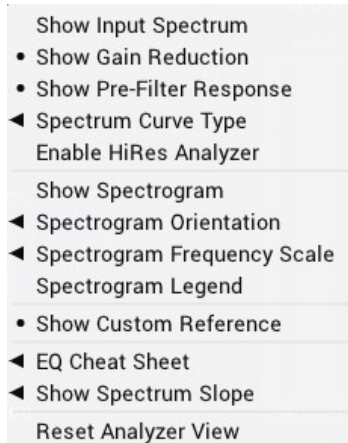 Show Input Spectrum
• Show Gain Reduction
• Show Pre-Filter Response
◄ Spectrum Curve Type
Enable HiRes Analyzer
Show Spectrogram
◄ Spectrogram Orientation
◄ Spectrogram Frequency Scale
Spectrogram Legend
• Show Custom Reference
◄ EQ Cheat Sheet
◄ Show Spectrum Slope
Reset Analyzer View